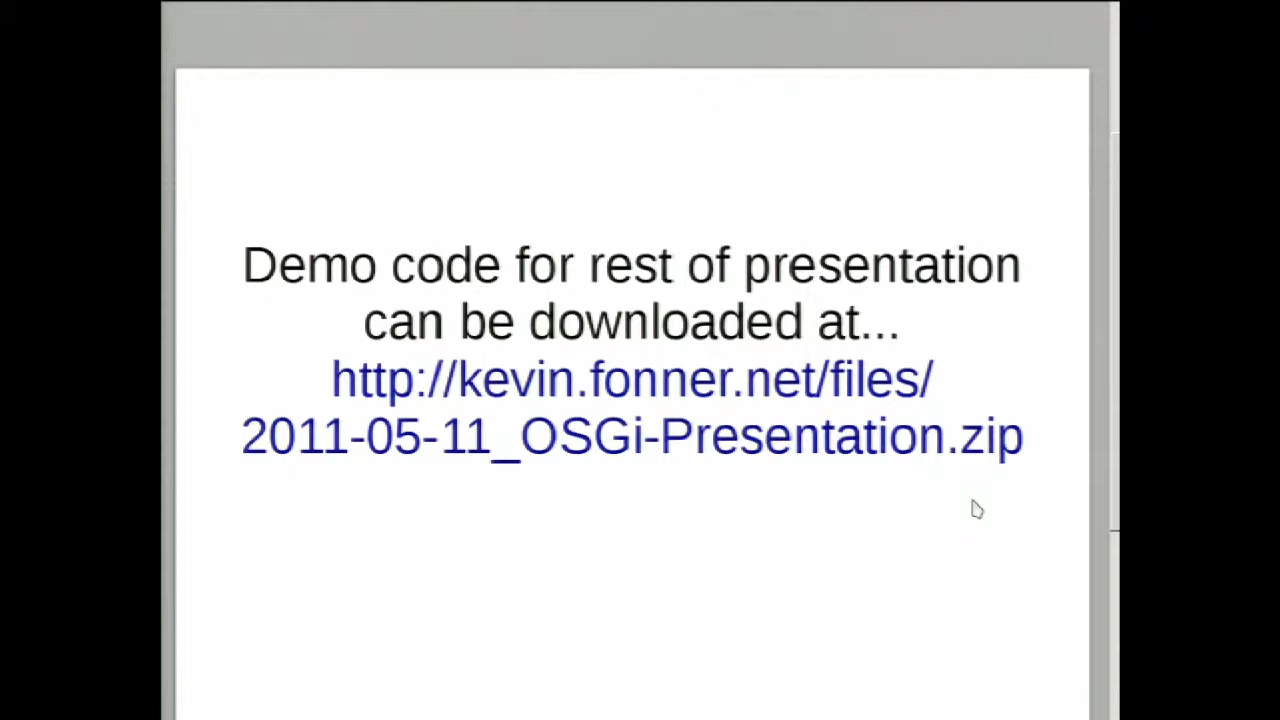 Demo code for rest of presentation
can be downloaded at...
http://kevin.fonner.net/files/
2011-05-11_OSGi-Presentation.zip